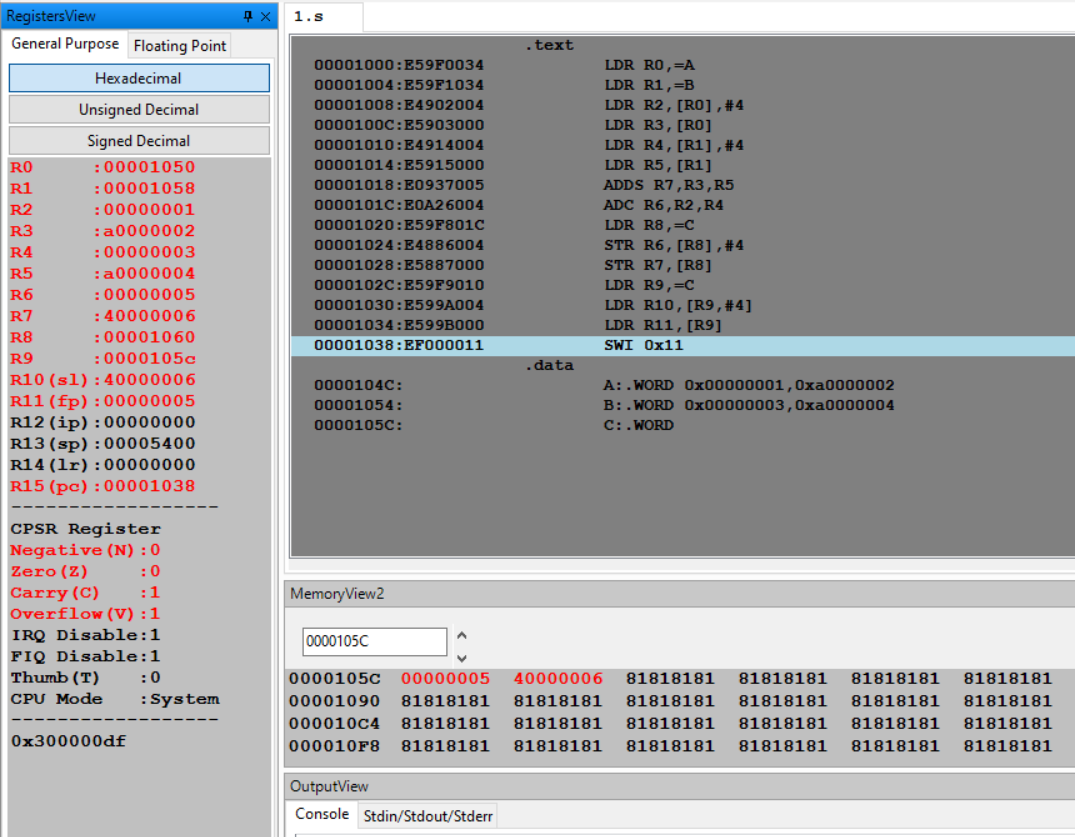 RegistersView
General Purpose Floating Point
Hexadecimal
Unsigned Decimal
Signed Decimal
R0 :00001050
R1 :00001058
R2 :00000001
R3 :a0000002
R4 :00000003
R5 :a0000004
R6 :00000005
R7 :40000006
R8 :00001060
R9 :0000105c
R10(sl):40000006
R11(fp):00000005
R12(ip):00000000
R13(sp):00005400
R14(lr):00000000
R15(pc):00001038
-------------------
CPSR Register
Negative(N):0
Zero(Z) :0
Carry(C) :1
Overflow(V):1
IRQ Disable:1
FIQ Disable:1
Thumb(T) :0
CPU Mode :System
-------------------
0x300000df
1.s
.text
00001000:E59F0034 LDR R0,=A
00001004:E59F1034 LDR R1,=B
00001008:E4902004 LDR R2,[R0],#4
0000100C:E5903000 LDR R3,[R0]
00001010:E4914004 LDR R4,[R1],#4
00001014:E5915000 LDR R5,[R1]
00001018:E0937005 ADDS R7,R3,R5
0000101C:E0A26004 ADC R6,R2,R4
00001020:E59F801C LDR R8,=C
00001024:E4886004 STR R6,[R8],#4
00001028:E5887000 STR R7,[R8]
0000102C:E59F9010 LDR R9,=C
00001030:E599A004 LDR R10,[R9,#4]
00001034:E599B000 LDR R11,[R9]
00001038:EF000011 SWI 0x11
.data
0000104C: A:.WORD 0x00000001,0xa0000002
00001054: B:.WORD 0x00000003,0xa0000004
0000105C: C:.WORD
MemoryView2
0000105C
0000105C 00000005 40000006 81818181 81818181 81818181 81818181
00001090 81818181 81818181 81818181 81818181 81818181 81818181
000010C4 81818181 81818181 81818181 81818181 81818181 81818181
000010F8 81818181 81818181 81818181 81818181 81818181 81818181
OutputView
Console Stdin/Stdout/Stderr